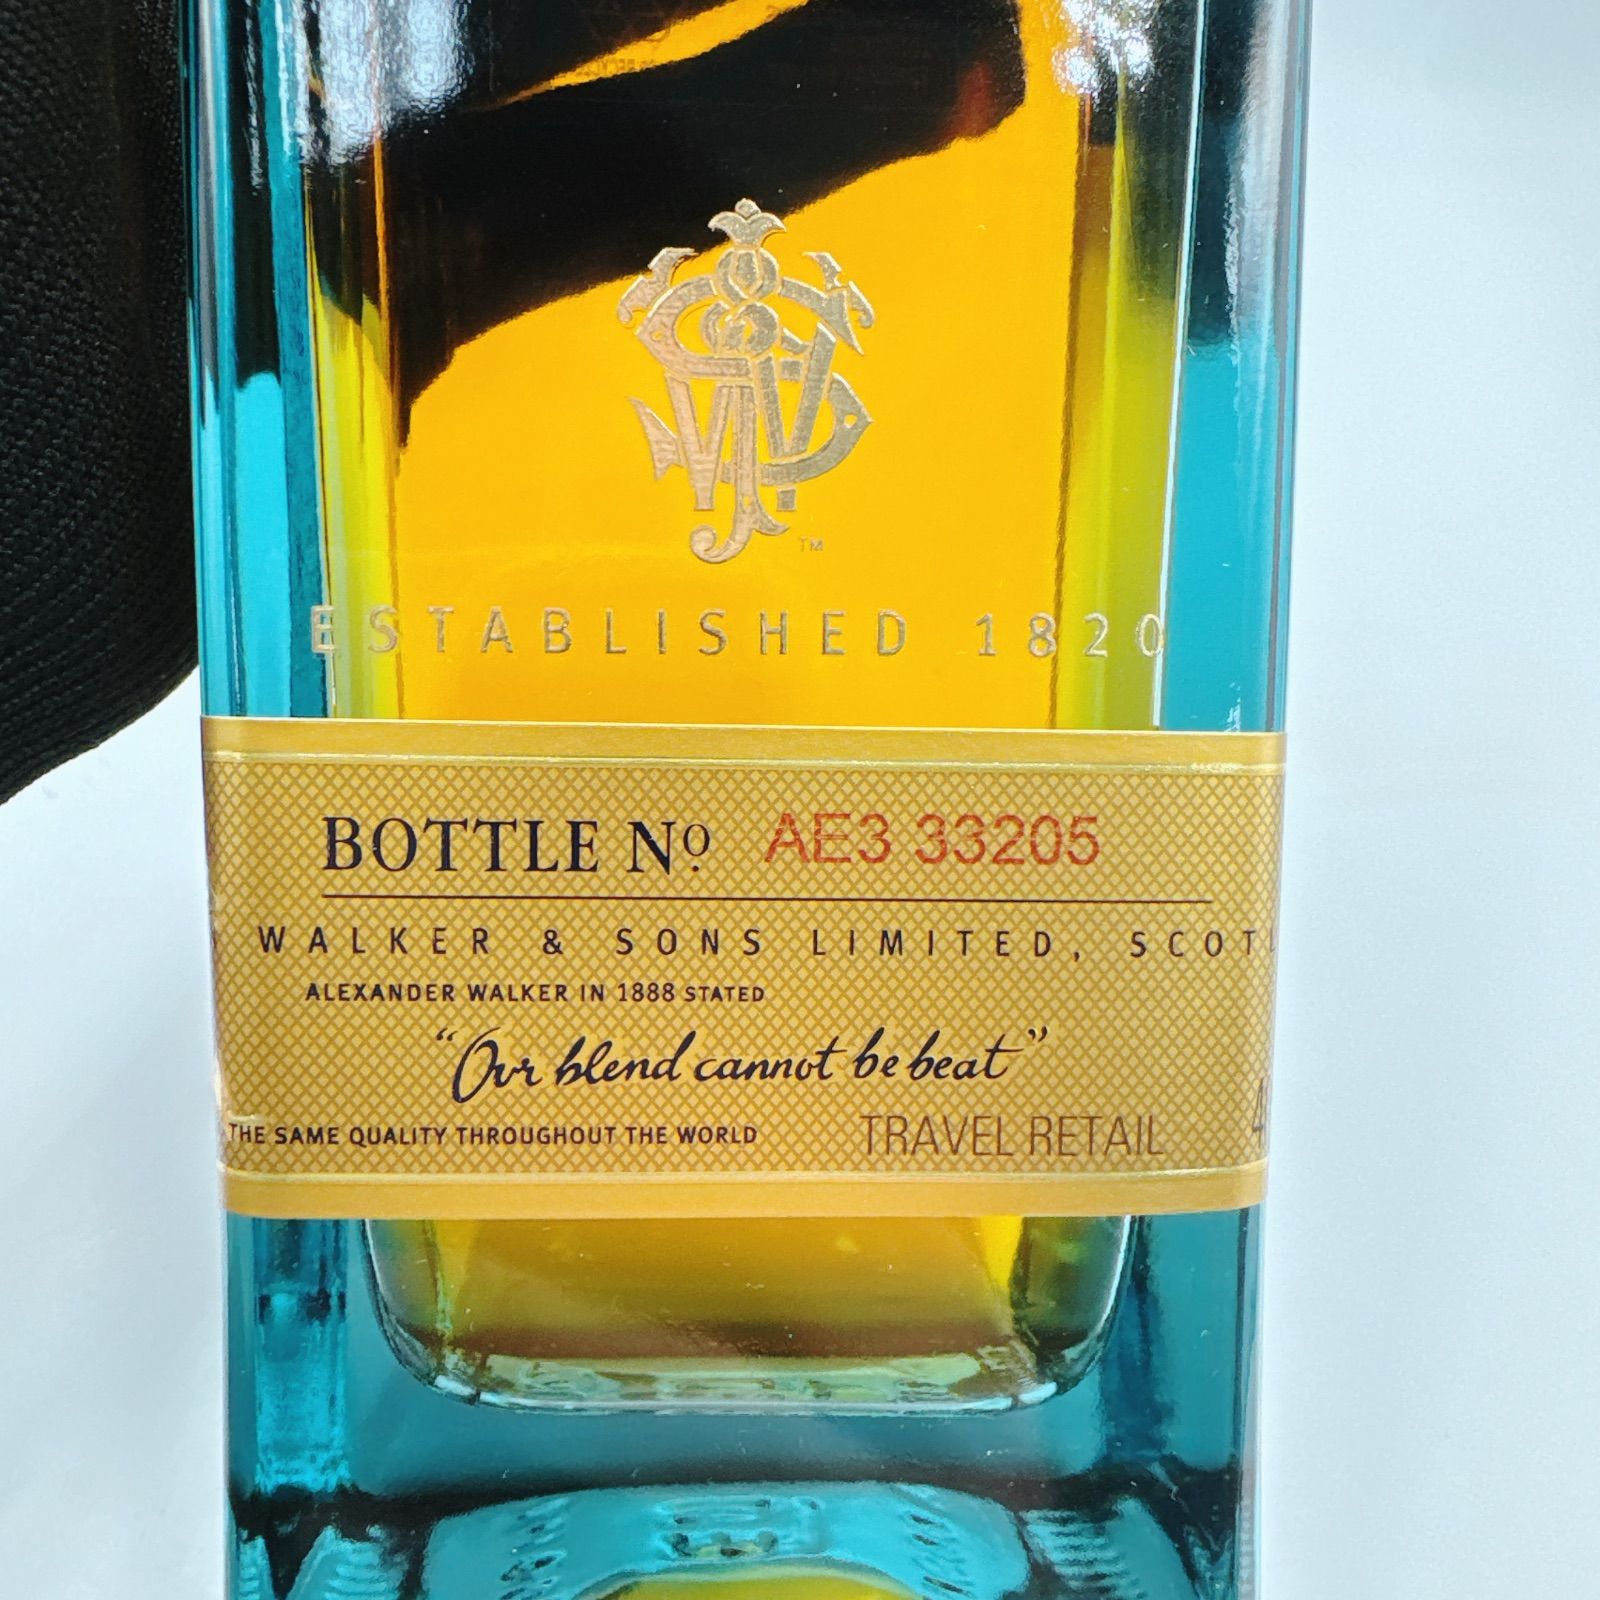 TM
ESTABLISHED 1820
BOTTLE Nº. AE3 33205
WALKER & SONS LIMITED, SCOT
ALEXANDER WALKER IN 1888 STATED
"Our blend cannot be beat"
THE SAME QUALITY THROUGHOUT THE WORLD
TRAVEL RETAIL